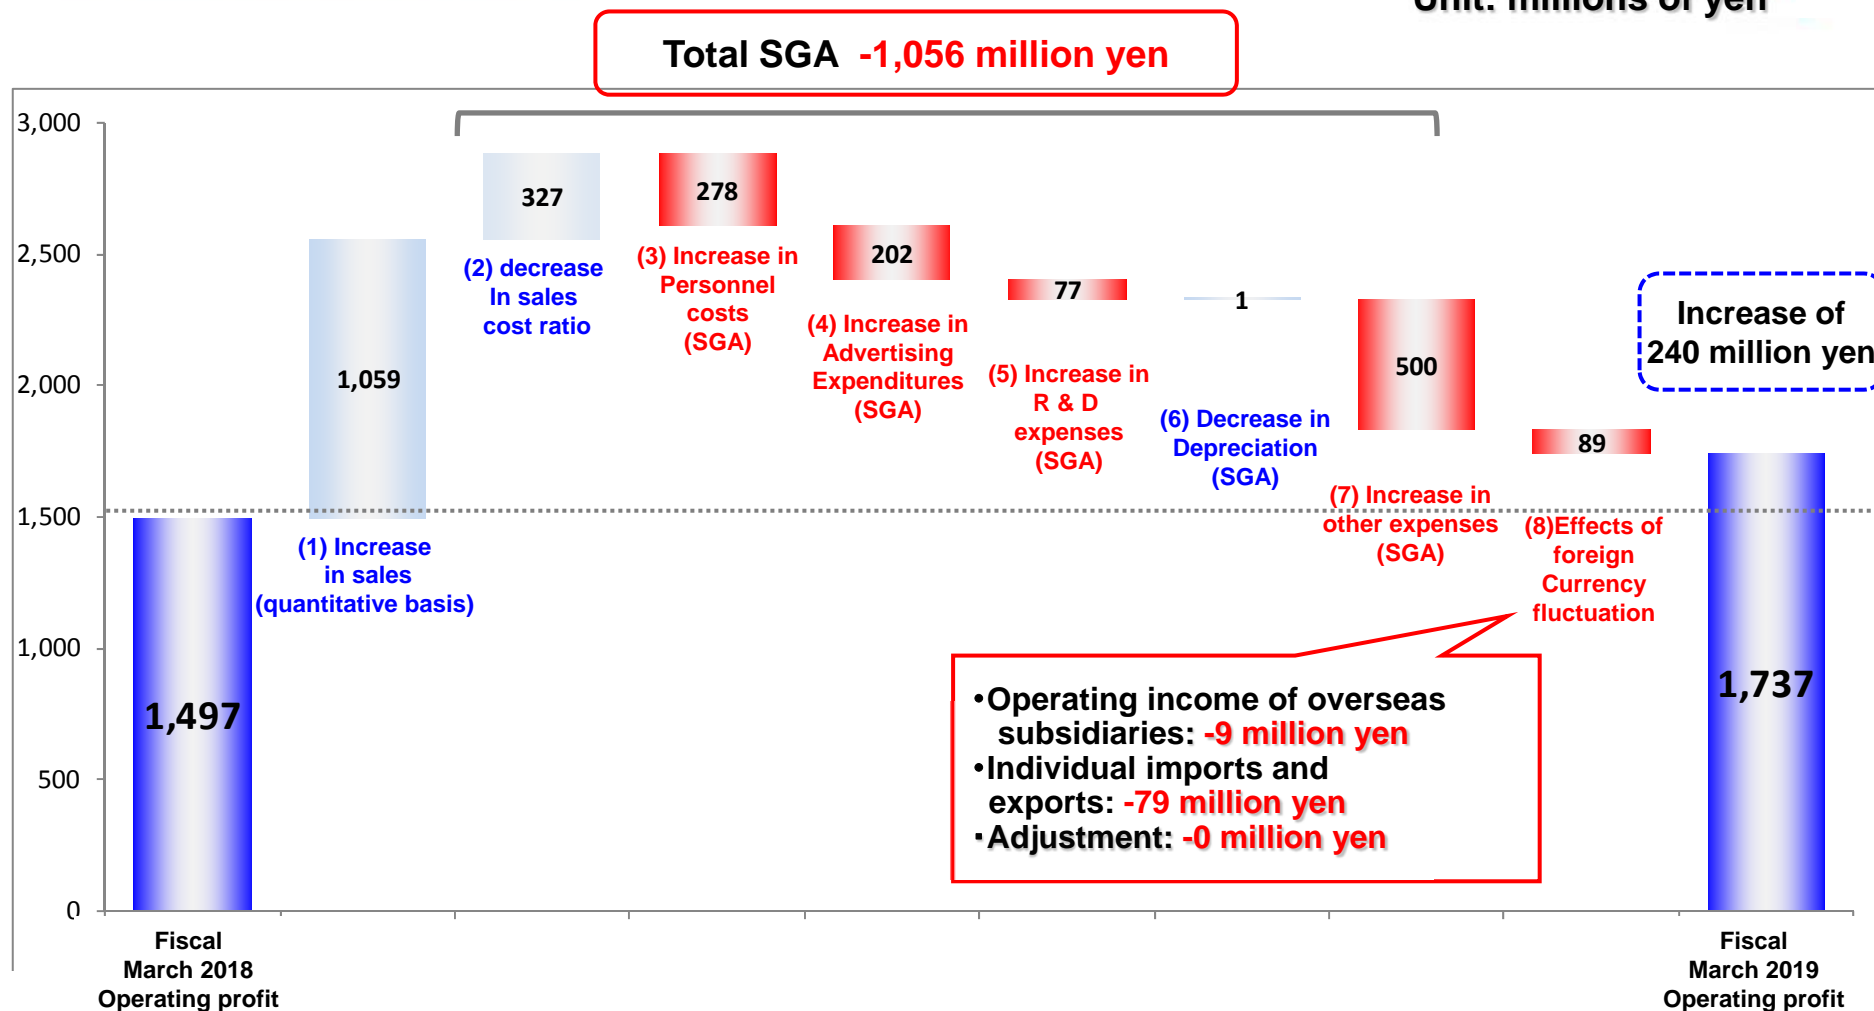 Unit: millions of yen
Total SGA -1,056 million yen
3,000
2,500
2,000
1,500
1,000
500
0
1,497
1,059
(1) Increase
in sales
(quantitative basis)
327
(2) decrease
In sales
cost ratio
278
(3) Increase in
Personnel
costs
(SGA)
202
(4) Increase in
Advertising
Expenditures
(SGA)
77
(5) Increase in
R & D
expenses
(SGA)
1
(6) Decrease in
Depreciation
(SGA)
500
(7) Increase in
other expenses
(SGA)
89
(8)Effects of
foreign
Currency
fluctuation
Increase of
240 million yen
1,737
•Operating income of overseas
subsidiaries: -9 million yen
•Individual imports and
exports: -79 million yen
・Adjustment: -0 million yen
Fiscal
March 2018
Operating profit
Fiscal
March 2019
Operating profit